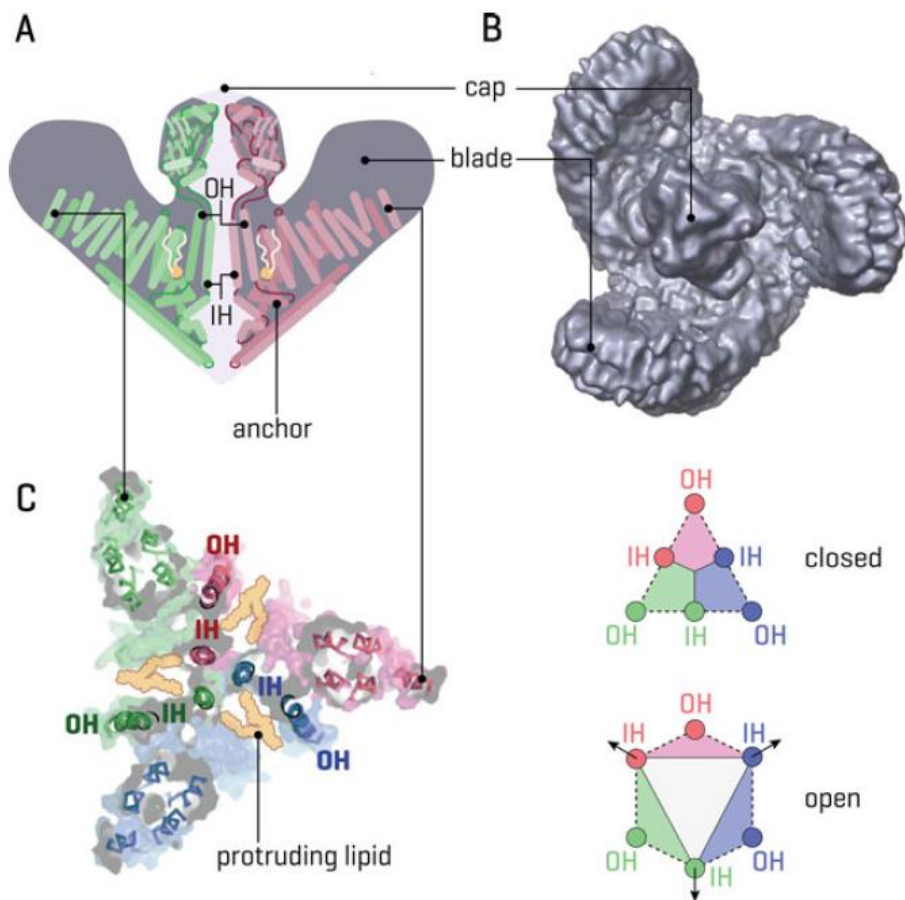 A
B
cap
blade
OH
IH
anchor
C
OH
IH
OH
IH
IH
OH
protruding lipid
OH
IH
IH
closed
OH
IH
OH
OH
IH
IH
open
OH
OH
IH